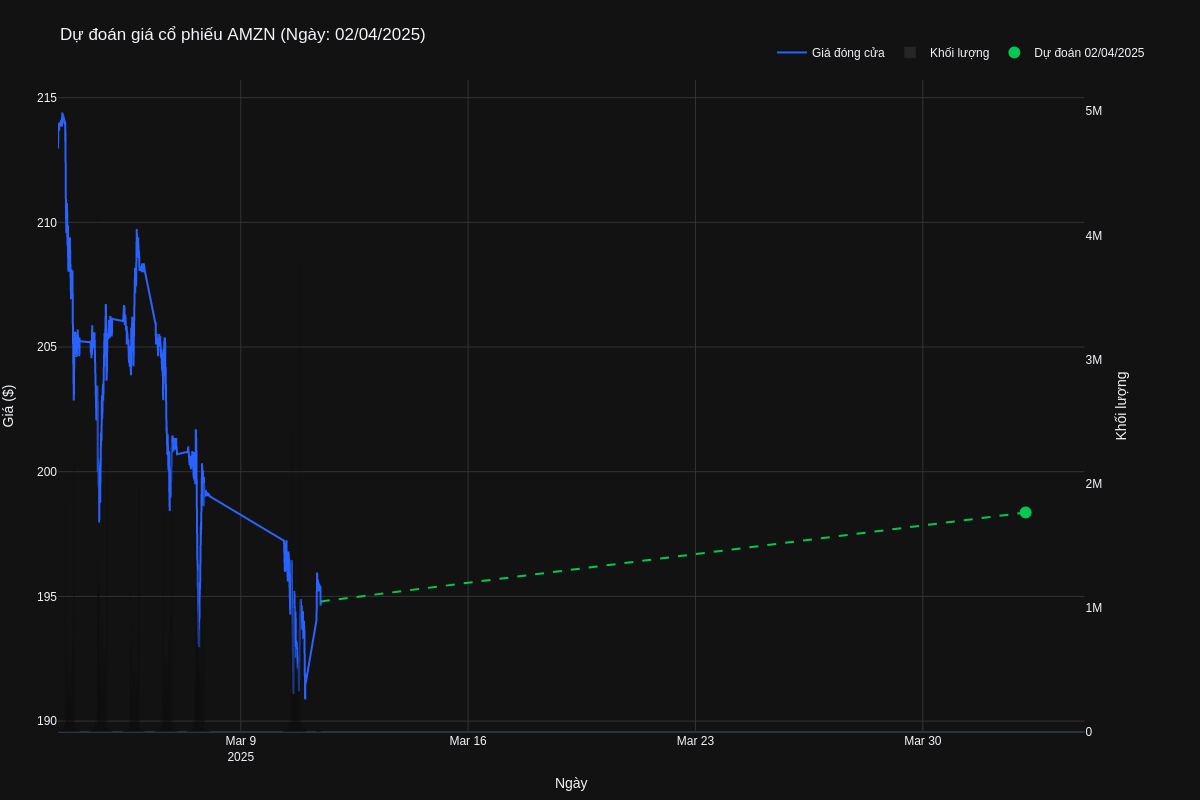 Dự đoán giá cổ phiếu AMZN (Ngày: 02/04/2025)
Giá đóng cửa
Khối lượng
Dự đoán 02/04/2025
215
210
205
200
195
190
Giá ($)
5M
4M
3M
2M
1M
0
Khối lượng
Mar 9
2025
Mar 16
Mar 23
Mar 30
Ngày